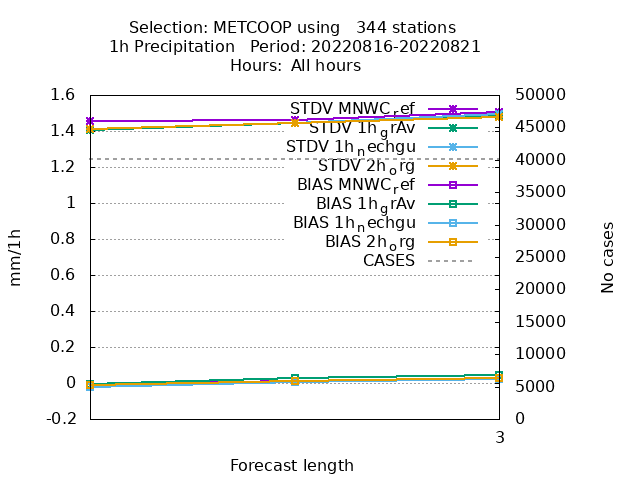 Selection: METCOOP using 344 stations
1h Precipitation Period: 20220816-20220821
Hours: All hours
1.6
1.4
1.2
1
0.8
0.6
0.4
0.2
0
-0.2
mm/1h
STDV MNWC_ref
STDV 1h_grAv
STDV 1h_nechgu
STDV 2h_org
BIAS MNWC_ref
BIAS 1h_grAv
BIAS 1h_nechgu
BIAS 2h_org
CASES
50000
45000
40000
35000
30000
25000
20000
15000
10000
5000
0
No cases
3
Forecast length